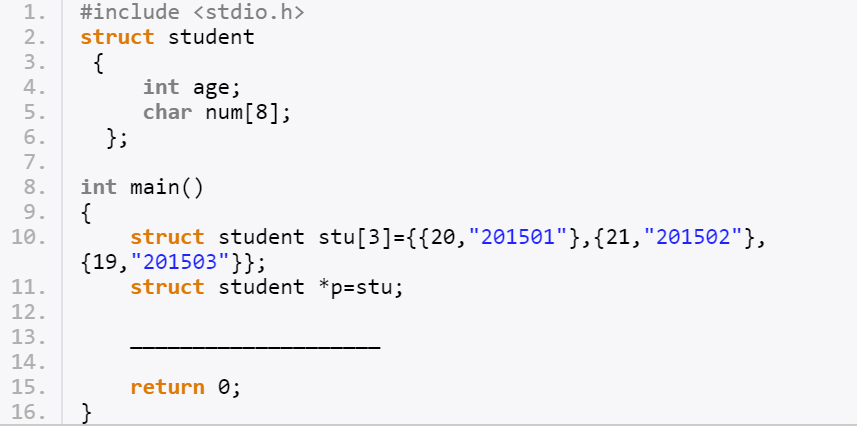 1. #include <stdio.h>
2. struct student
3. {
4. int age;
5. char num[8];
6. };
7.
8. int main()
9. {
10. struct student stu[3]={{20,"201501"},{21,"201502"},
{19,"201503"}};
11. struct student *p=stu;
12.
13. ____________________
14.
15. return 0;
16. }